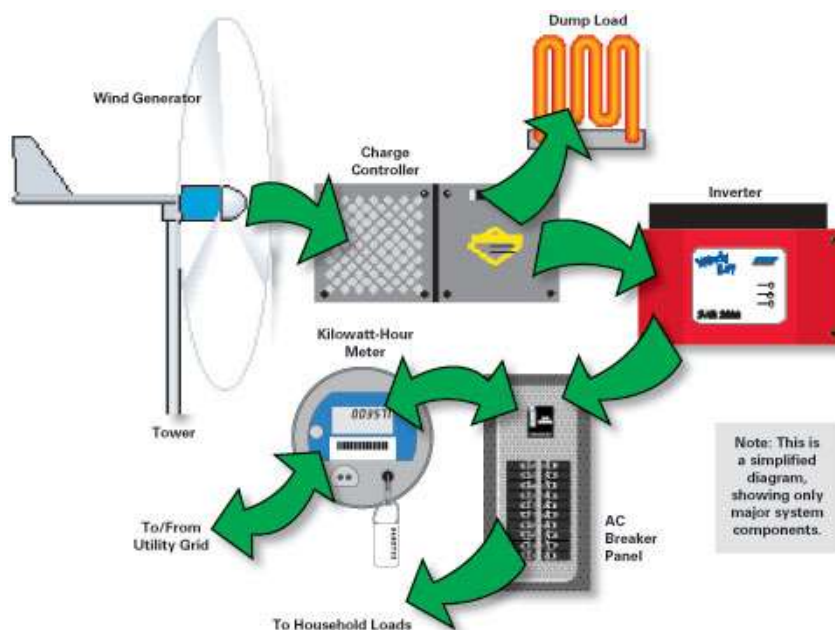 Dump Load
Wind Generator
Charge
Controller
Inverter
Kilowatt-Hour
Meter
Tower
Note: This is
a simplified
diagram,
showing only
major system
components.
To/From
Utility Grid
AC
Breaker
Panel
To Household Loads